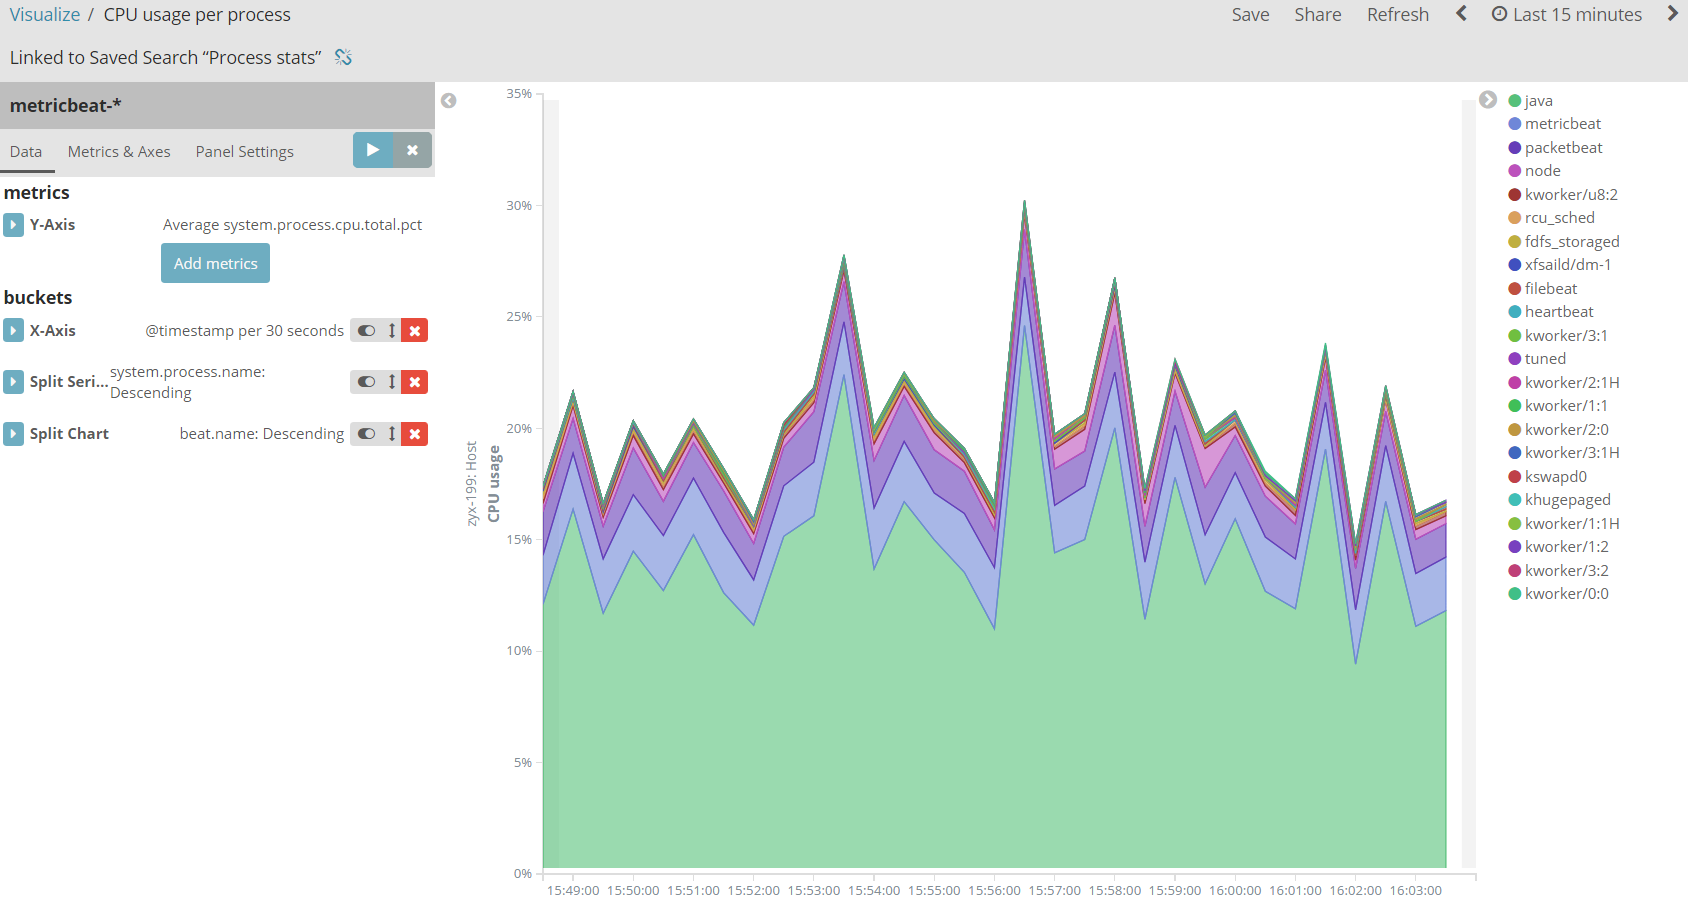 Visualize / CPU usage per process
Save Share Refresh Last 15 minutes
Linked to Saved Search “Process stats”
metricbeat-*
Data Metrics & Axes Panel Settings
metrics
Y-Axis Average system.process.cpu.total.pct
Add metrics
buckets
X-Axis @timestamp per 30 seconds
Split Seri... system.process.name:
Descending
Split Chart beat.name: Descending
zyx-199: Host
CPU usage
35%
30%
25%
20%
15%
10%
5%
0%
15:49:00 15:50:00 15:51:00 15:52:00 15:53:00 15:54:00 15:55:00 15:56:00 15:57:00 15:58:00 15:59:00 16:00:00 16:01:00 16:02:00 16:03:00
java
metricbeat
packetbeat
node
kworker/u8:2
rcu_sched
fdfs_storaged
xfsaild/dm-1
filebeat
heartbeat
kworker/3:1
tuned
kworker/2:1H
kworker/1:1
kworker/2:0
kworker/3:1H
kswapd0
khugepaged
kworker/1:1H
kworker/1:2
kworker/3:2
kworker/0:0